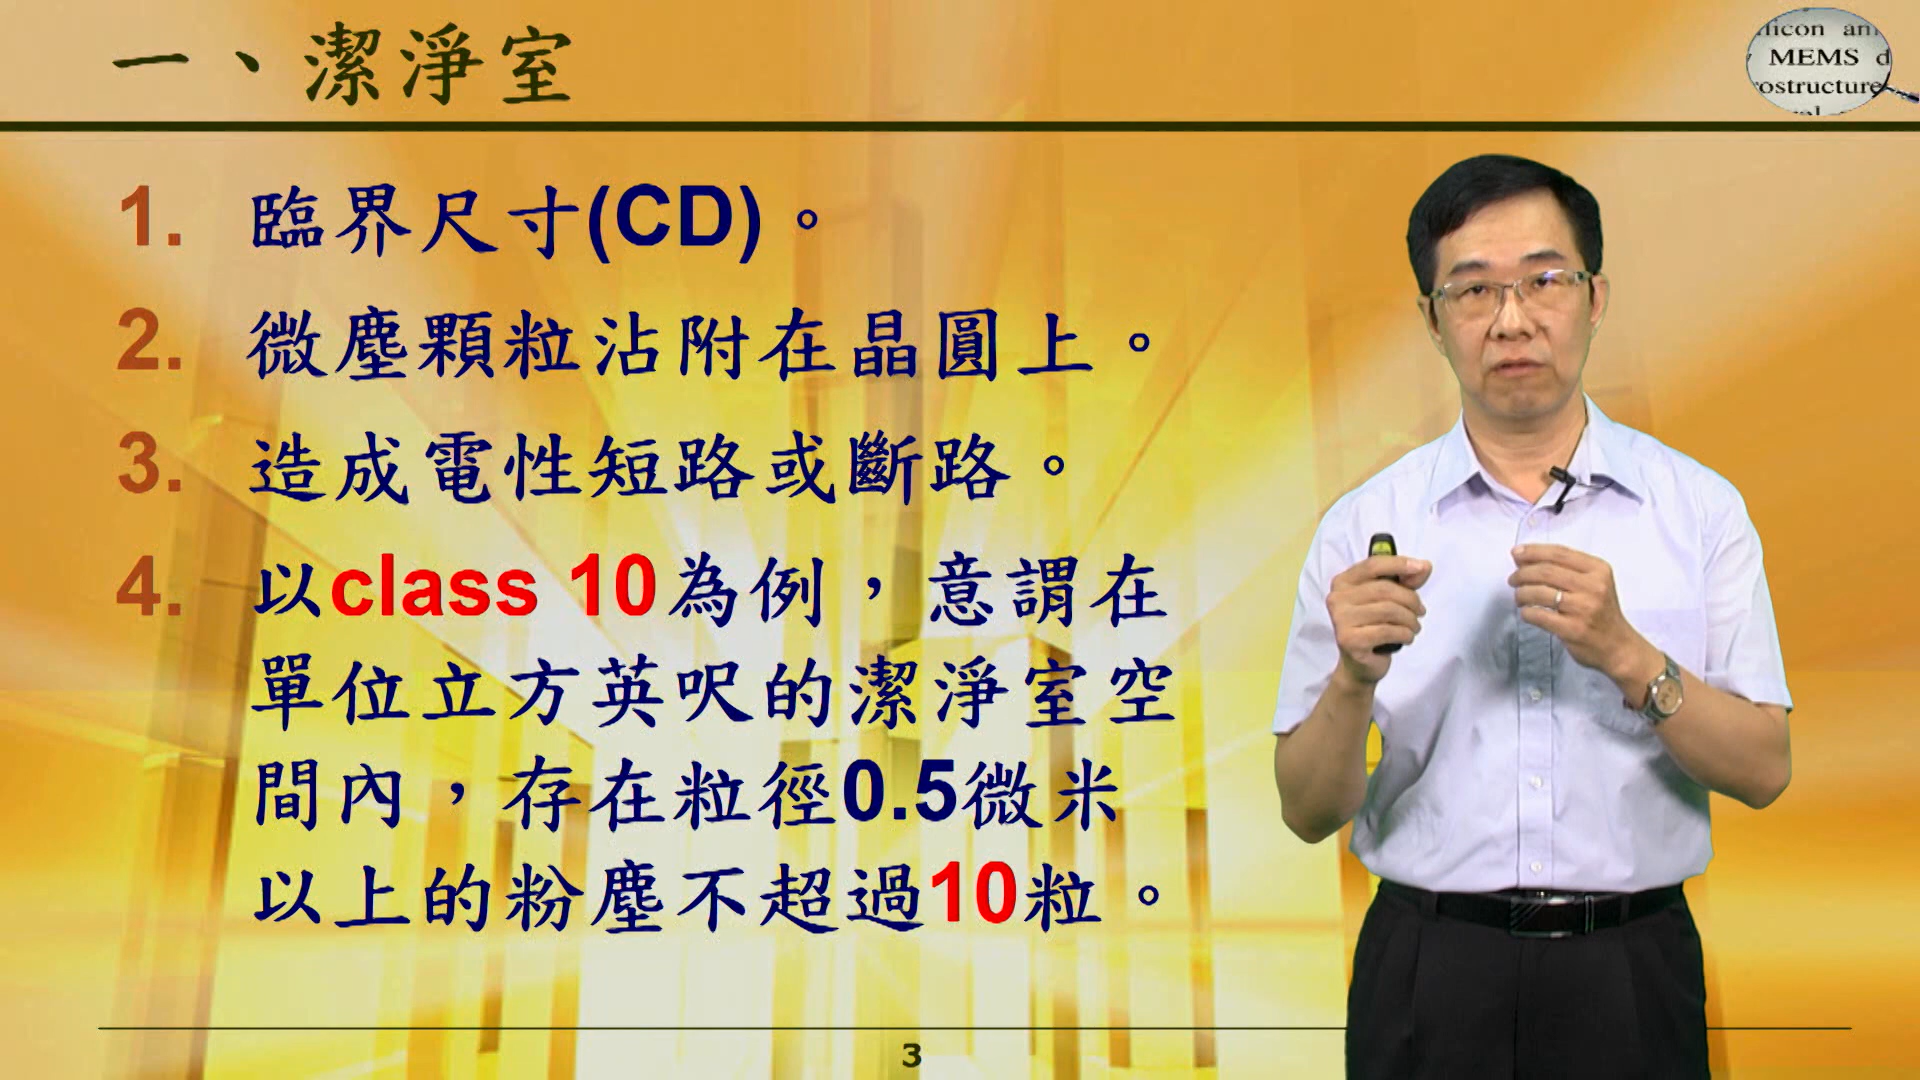 一、潔淨室
licon an
MEMS d
ostructure
1. 臨界尺寸(CD)。
2. 微塵顆粒沾附在晶圓上。
3. 造成電性短路或斷路。
4. 以class 10為例，意謂在
單位立方英呎的潔淨室空
間內，存在粒徑0.5微米
以上的粉塵不超過10粒。
3